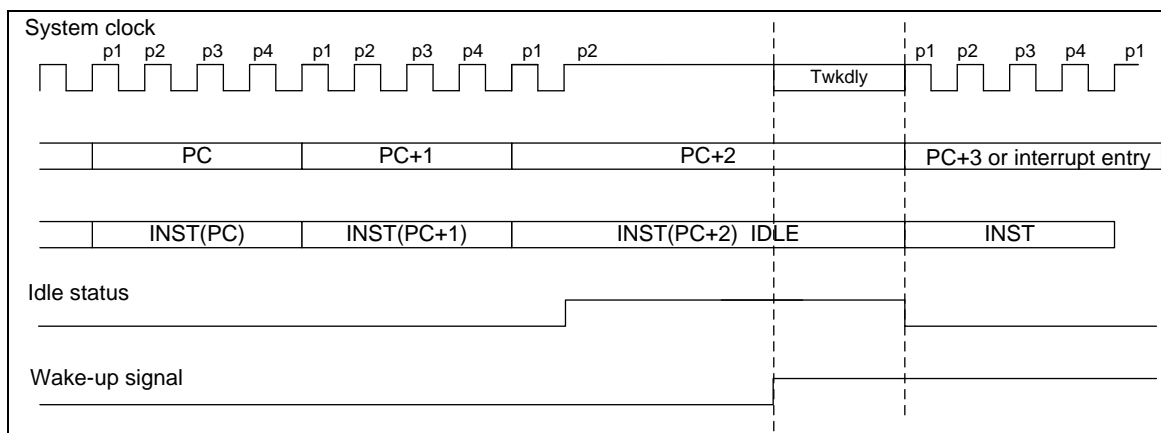 System clock
p1 p2 p3 p4 p1 p2 p3 p4 p1 p2 p1 p2 p3 p4 p1
Twkdly
PC PC+1 PC+2 PC+3 or interrupt entry
INST(PC) INST(PC+1) INST(PC+2) IDLE INST
Idle status
Wake-up signal